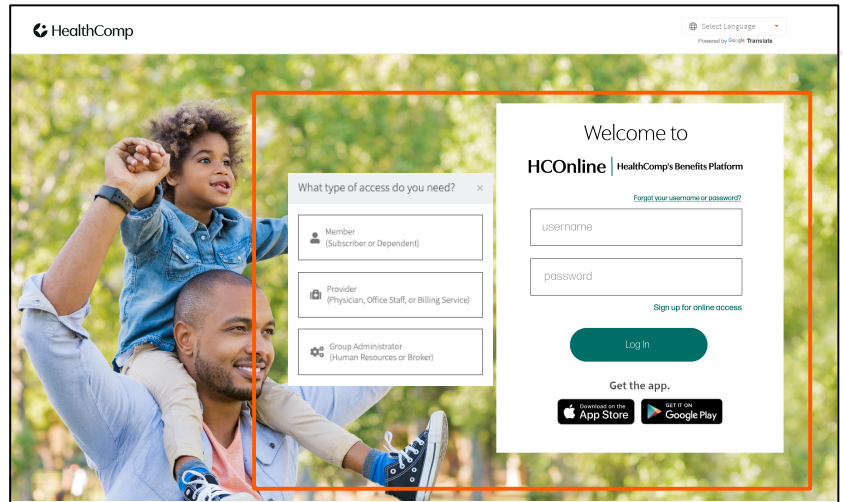 HealthComp
Select Language
Powered by Google Translate
What type of access do you need? ×
Member
(Subscriber or Dependent)
Provider
(Physician, Office Staff, or Billing Service)
Group Administrator
(Human Resources or Broker)
Welcome to
HCOnline | HealthComp's Benefits Platform
Forgot your username or password?
username
password
Sign up for online access
Log In
Get the app.
Download on the
App Store
GET IT ON
Google Play